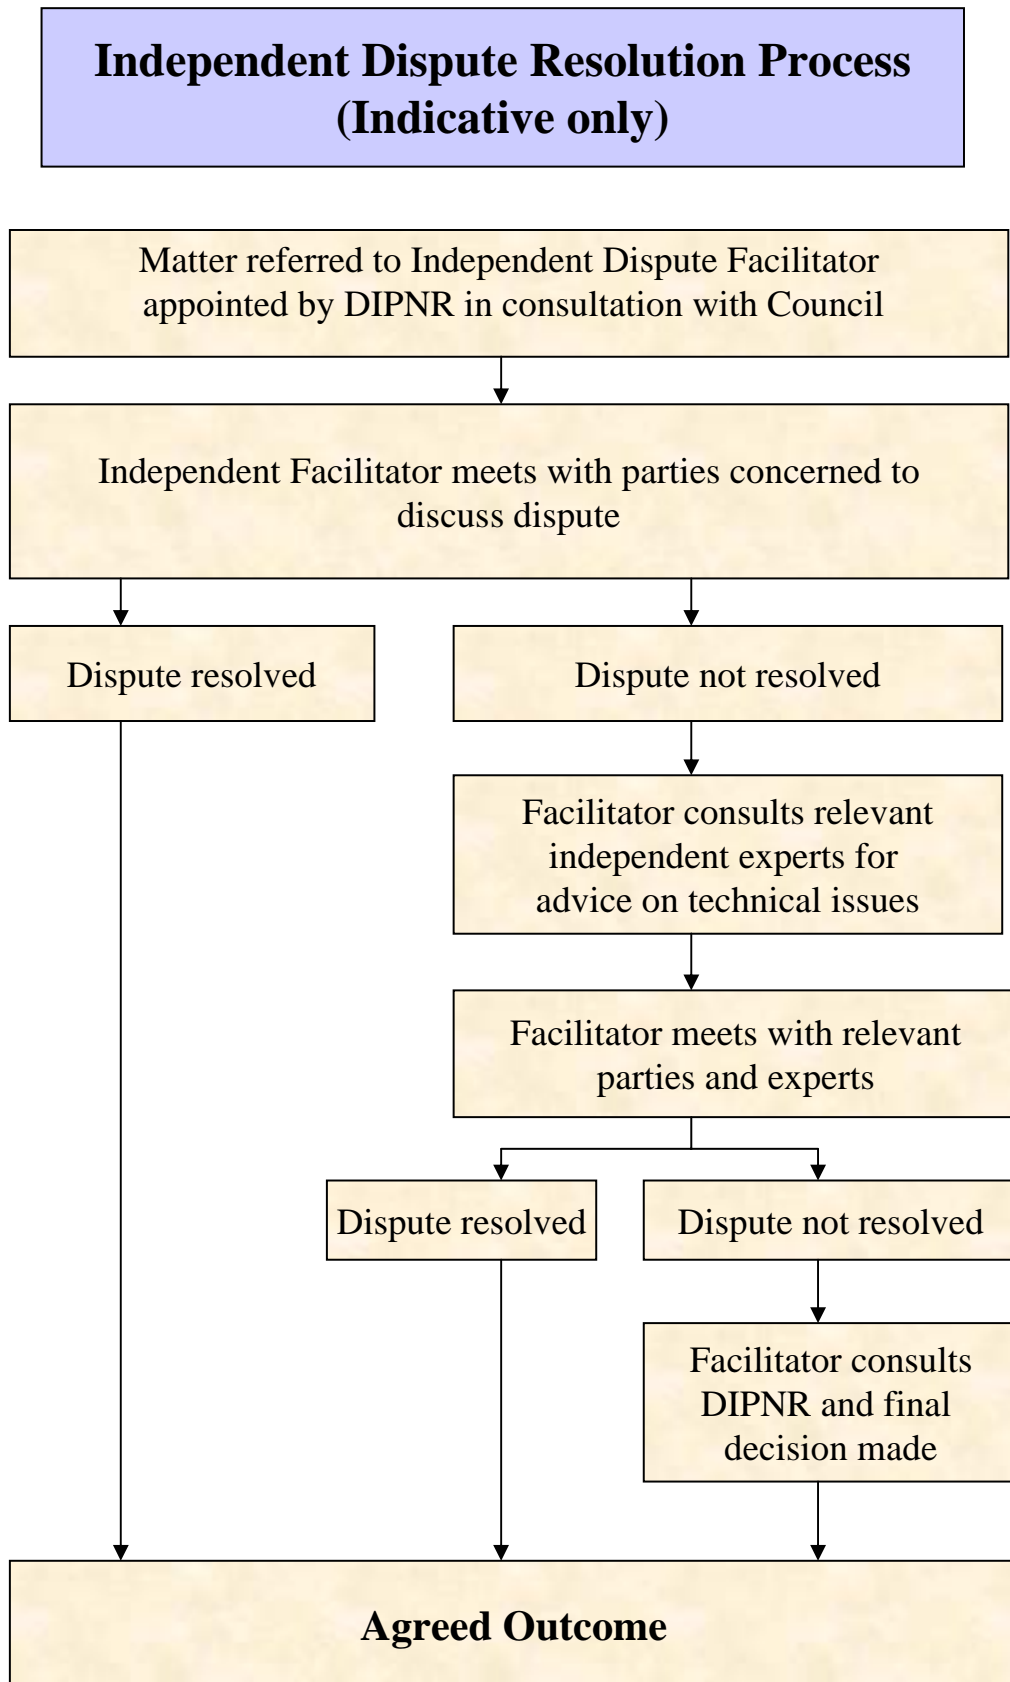 Independent Dispute Resolution Process
(Indicative only)
Matter referred to Independent Dispute Facilitator
appointed by DIPNR in consultation with Council
Independent Facilitator meets with parties concerned to
discuss dispute
Dispute resolved
Dispute not resolved
Facilitator consults relevant
independent experts for
advice on technical issues
Facilitator meets with relevant
parties and experts
Dispute resolved
Dispute not resolved
Facilitator consults
DIPNR and final
decision made
Agreed Outcome